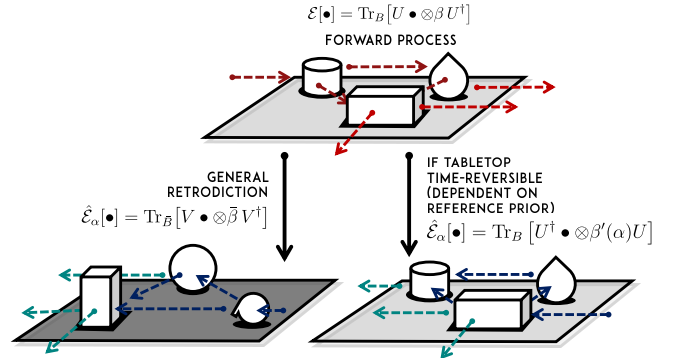 ℰ[•] = Tr_B[U • ⊗β U†]
FORWARD PROCESS
GENERAL
RETRODICTION
ℰ̂_α[•] = Tr_B̄[V • ⊗β̄ V†]
IF TABLETOP
TIME-REVERSIBLE
(DEPENDENT ON
REFERENCE PRIOR)
ℰ̂_α[•] = Tr_B [U† • ⊗β′(α)U]